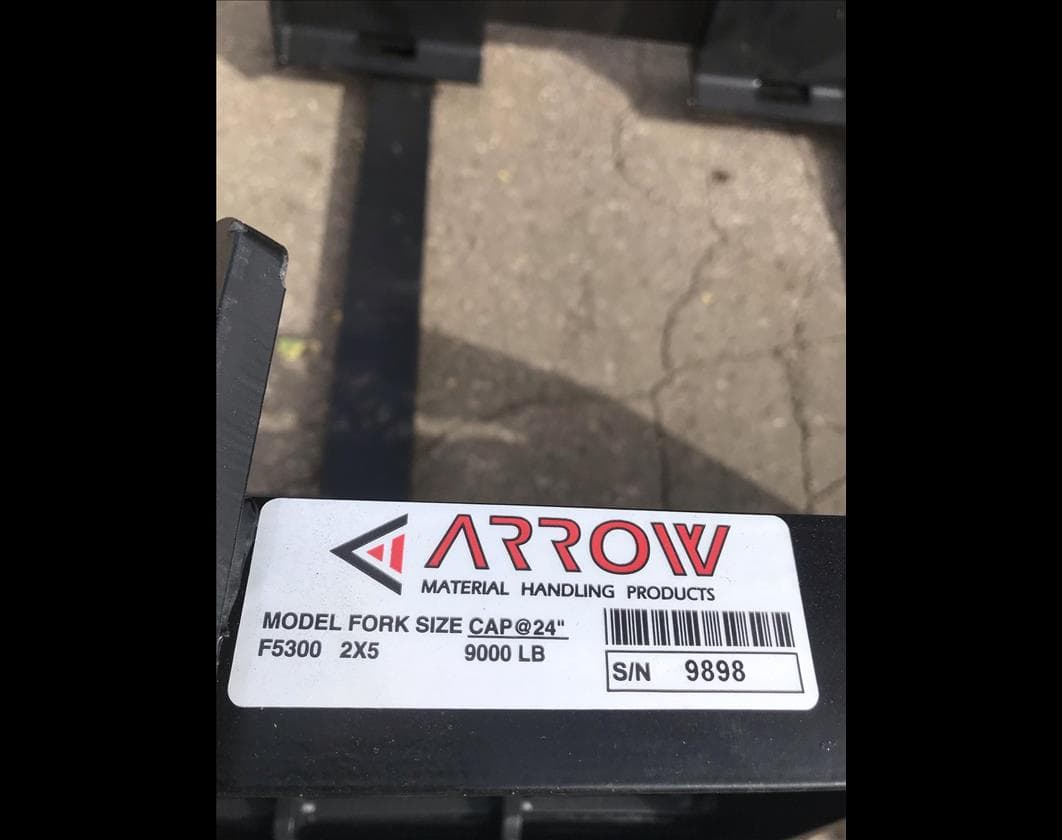 ARROW
MATERIAL HANDLING PRODUCTS
MODEL FORK SIZE CAP@24"
F5300 2X5 9000 LB
S/N 9898